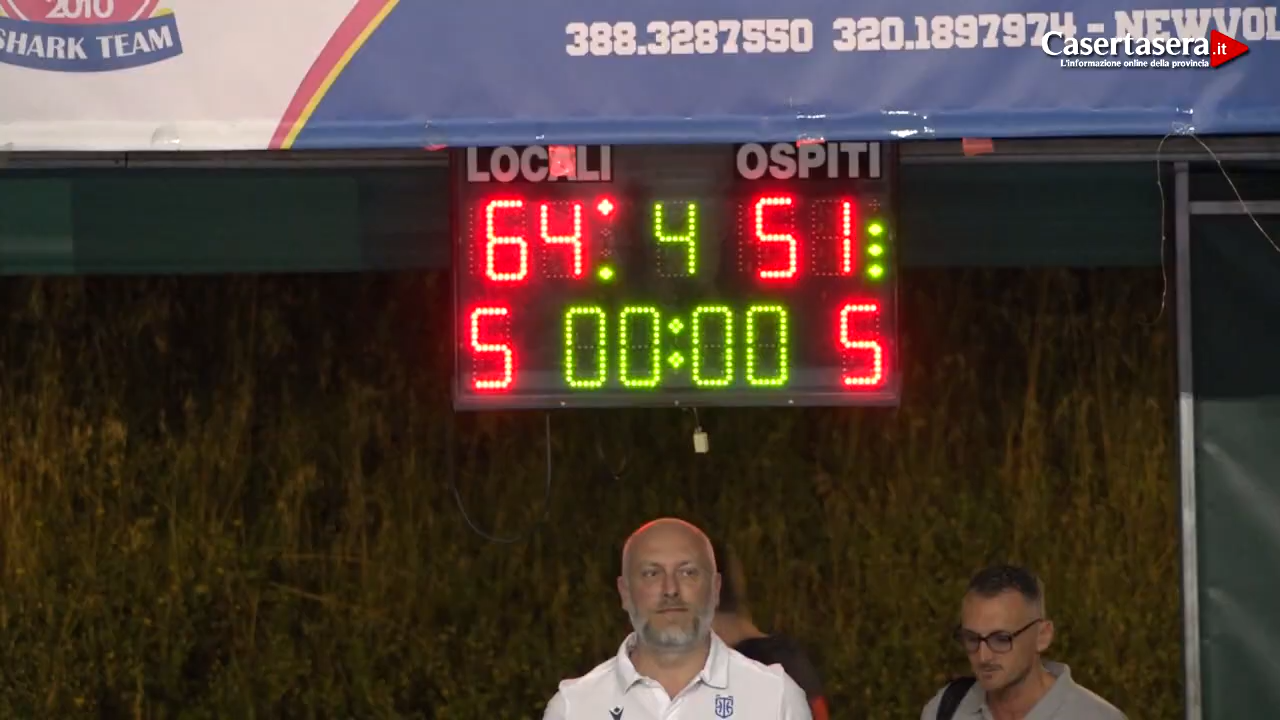 2010
SHARK TEAM
388.3287550 320.1897974 - NEWVOL
Casertasera.it
L'informazione online della provincia
LOCALI OSPITI
64 4 51
5 00:00 5